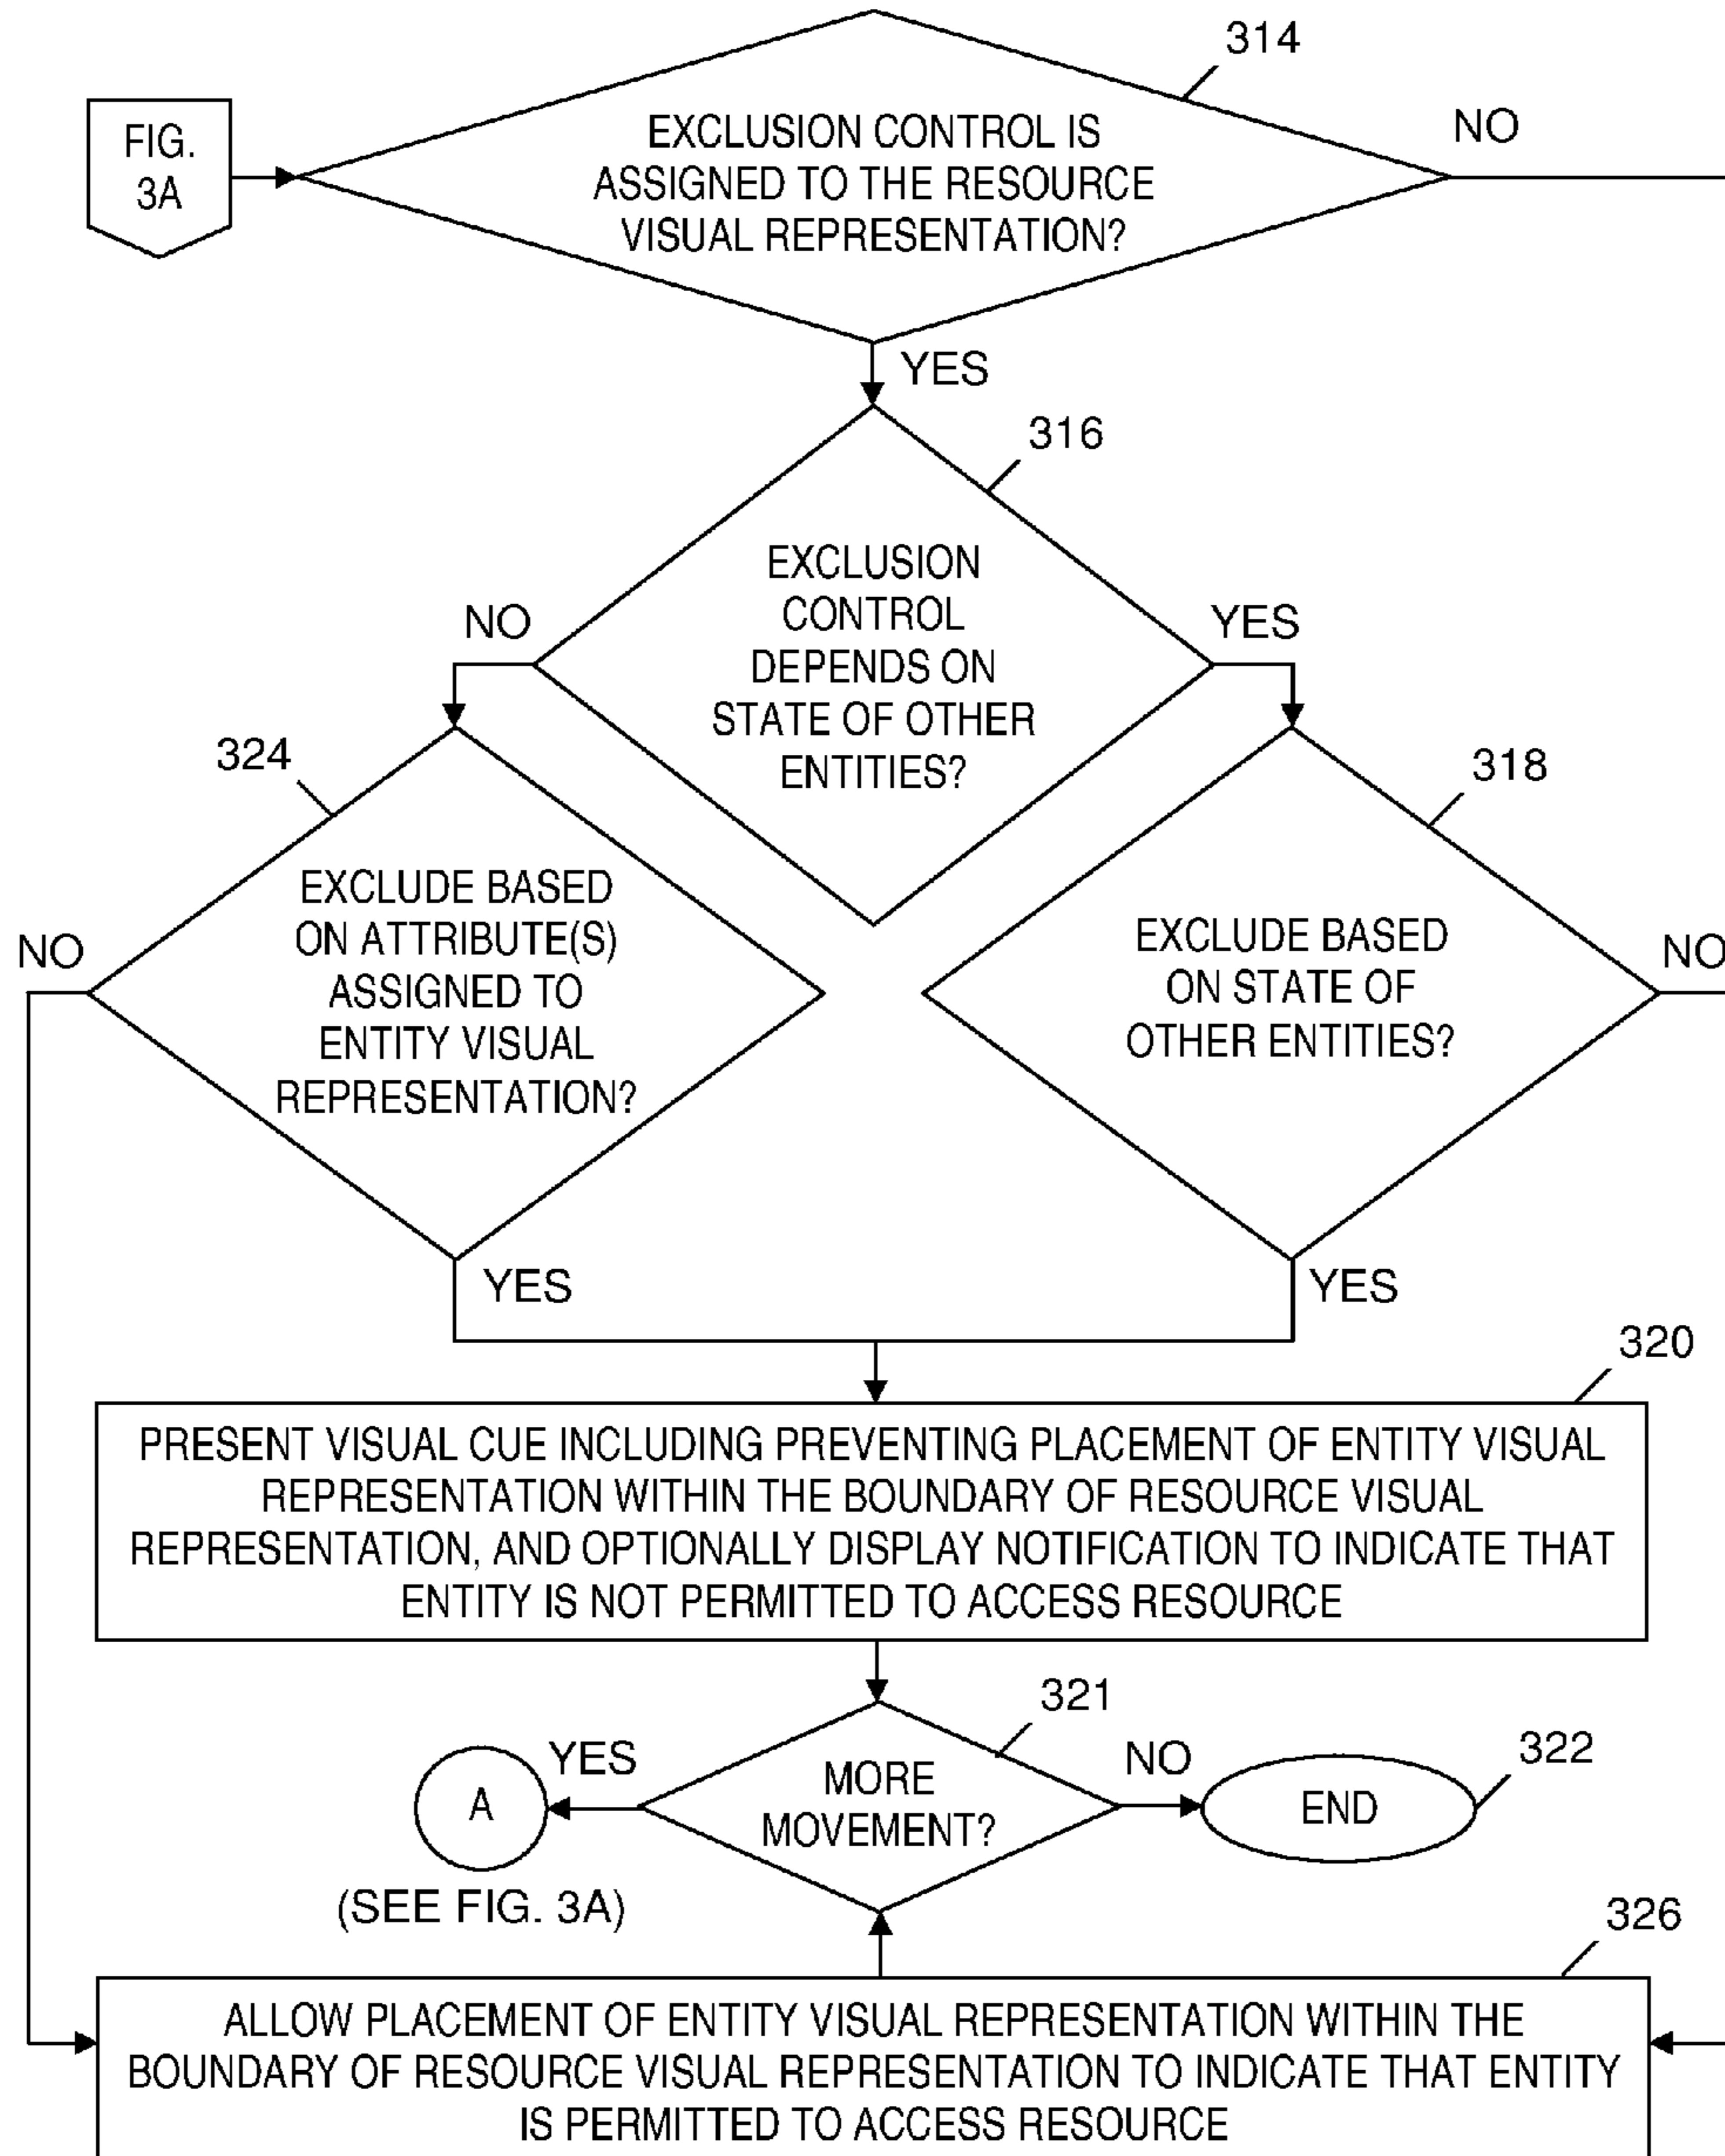 314
FIG.
3A
EXCLUSION CONTROL IS
ASSIGNED TO THE RESOURCE
VISUAL REPRESENTATION?
NO
YES
316
EXCLUSION
CONTROL
DEPENDS ON
STATE OF OTHER
ENTITIES?
NO
YES
324
318
EXCLUDE BASED
ON ATTRIBUTE(S)
ASSIGNED TO
ENTITY VISUAL
REPRESENTATION?
NO
EXCLUDE BASED
ON STATE OF
OTHER ENTITIES?
NO
YES
YES
320
PRESENT VISUAL CUE INCLUDING PREVENTING PLACEMENT OF ENTITY VISUAL
REPRESENTATION WITHIN THE BOUNDARY OF RESOURCE VISUAL
REPRESENTATION, AND OPTIONALLY DISPLAY NOTIFICATION TO INDICATE THAT
ENTITY IS NOT PERMITTED TO ACCESS RESOURCE
321
YES
MORE
MOVEMENT?
NO
322
A
END
(SEE FIG. 3A)
326
ALLOW PLACEMENT OF ENTITY VISUAL REPRESENTATION WITHIN THE
BOUNDARY OF RESOURCE VISUAL REPRESENTATION TO INDICATE THAT ENTITY
IS PERMITTED TO ACCESS RESOURCE